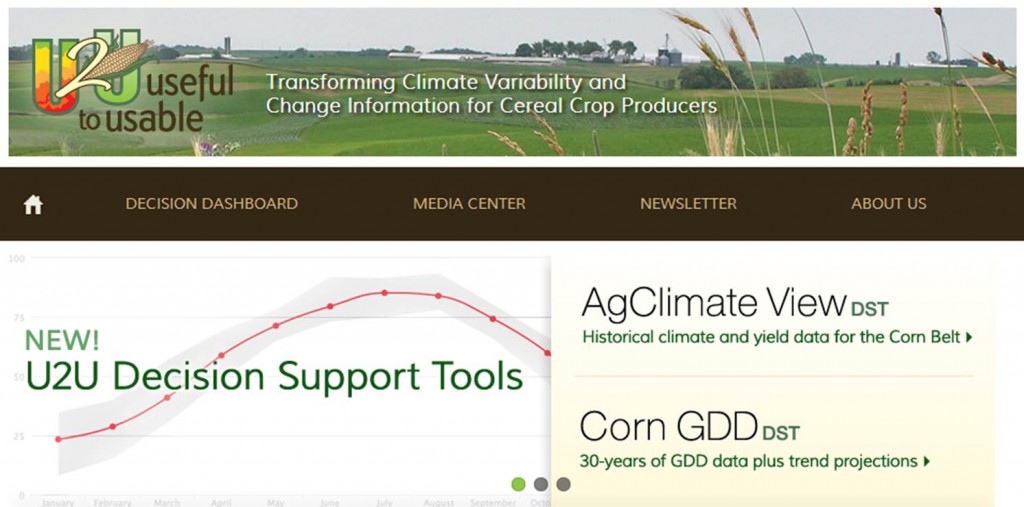 U2U useful
to usable
Transforming Climate Variability and
Change Information for Cereal Crop Producers
DECISION DASHBOARD MEDIA CENTER NEWSLETTER ABOUT US
100
75
50
25
0
January February March April May June July August September Octo
NEW!
U2U Decision Support Tools
AgClimate View DST
Historical climate and yield data for the Corn Belt
Corn GDD DST
30-years of GDD data plus trend projections